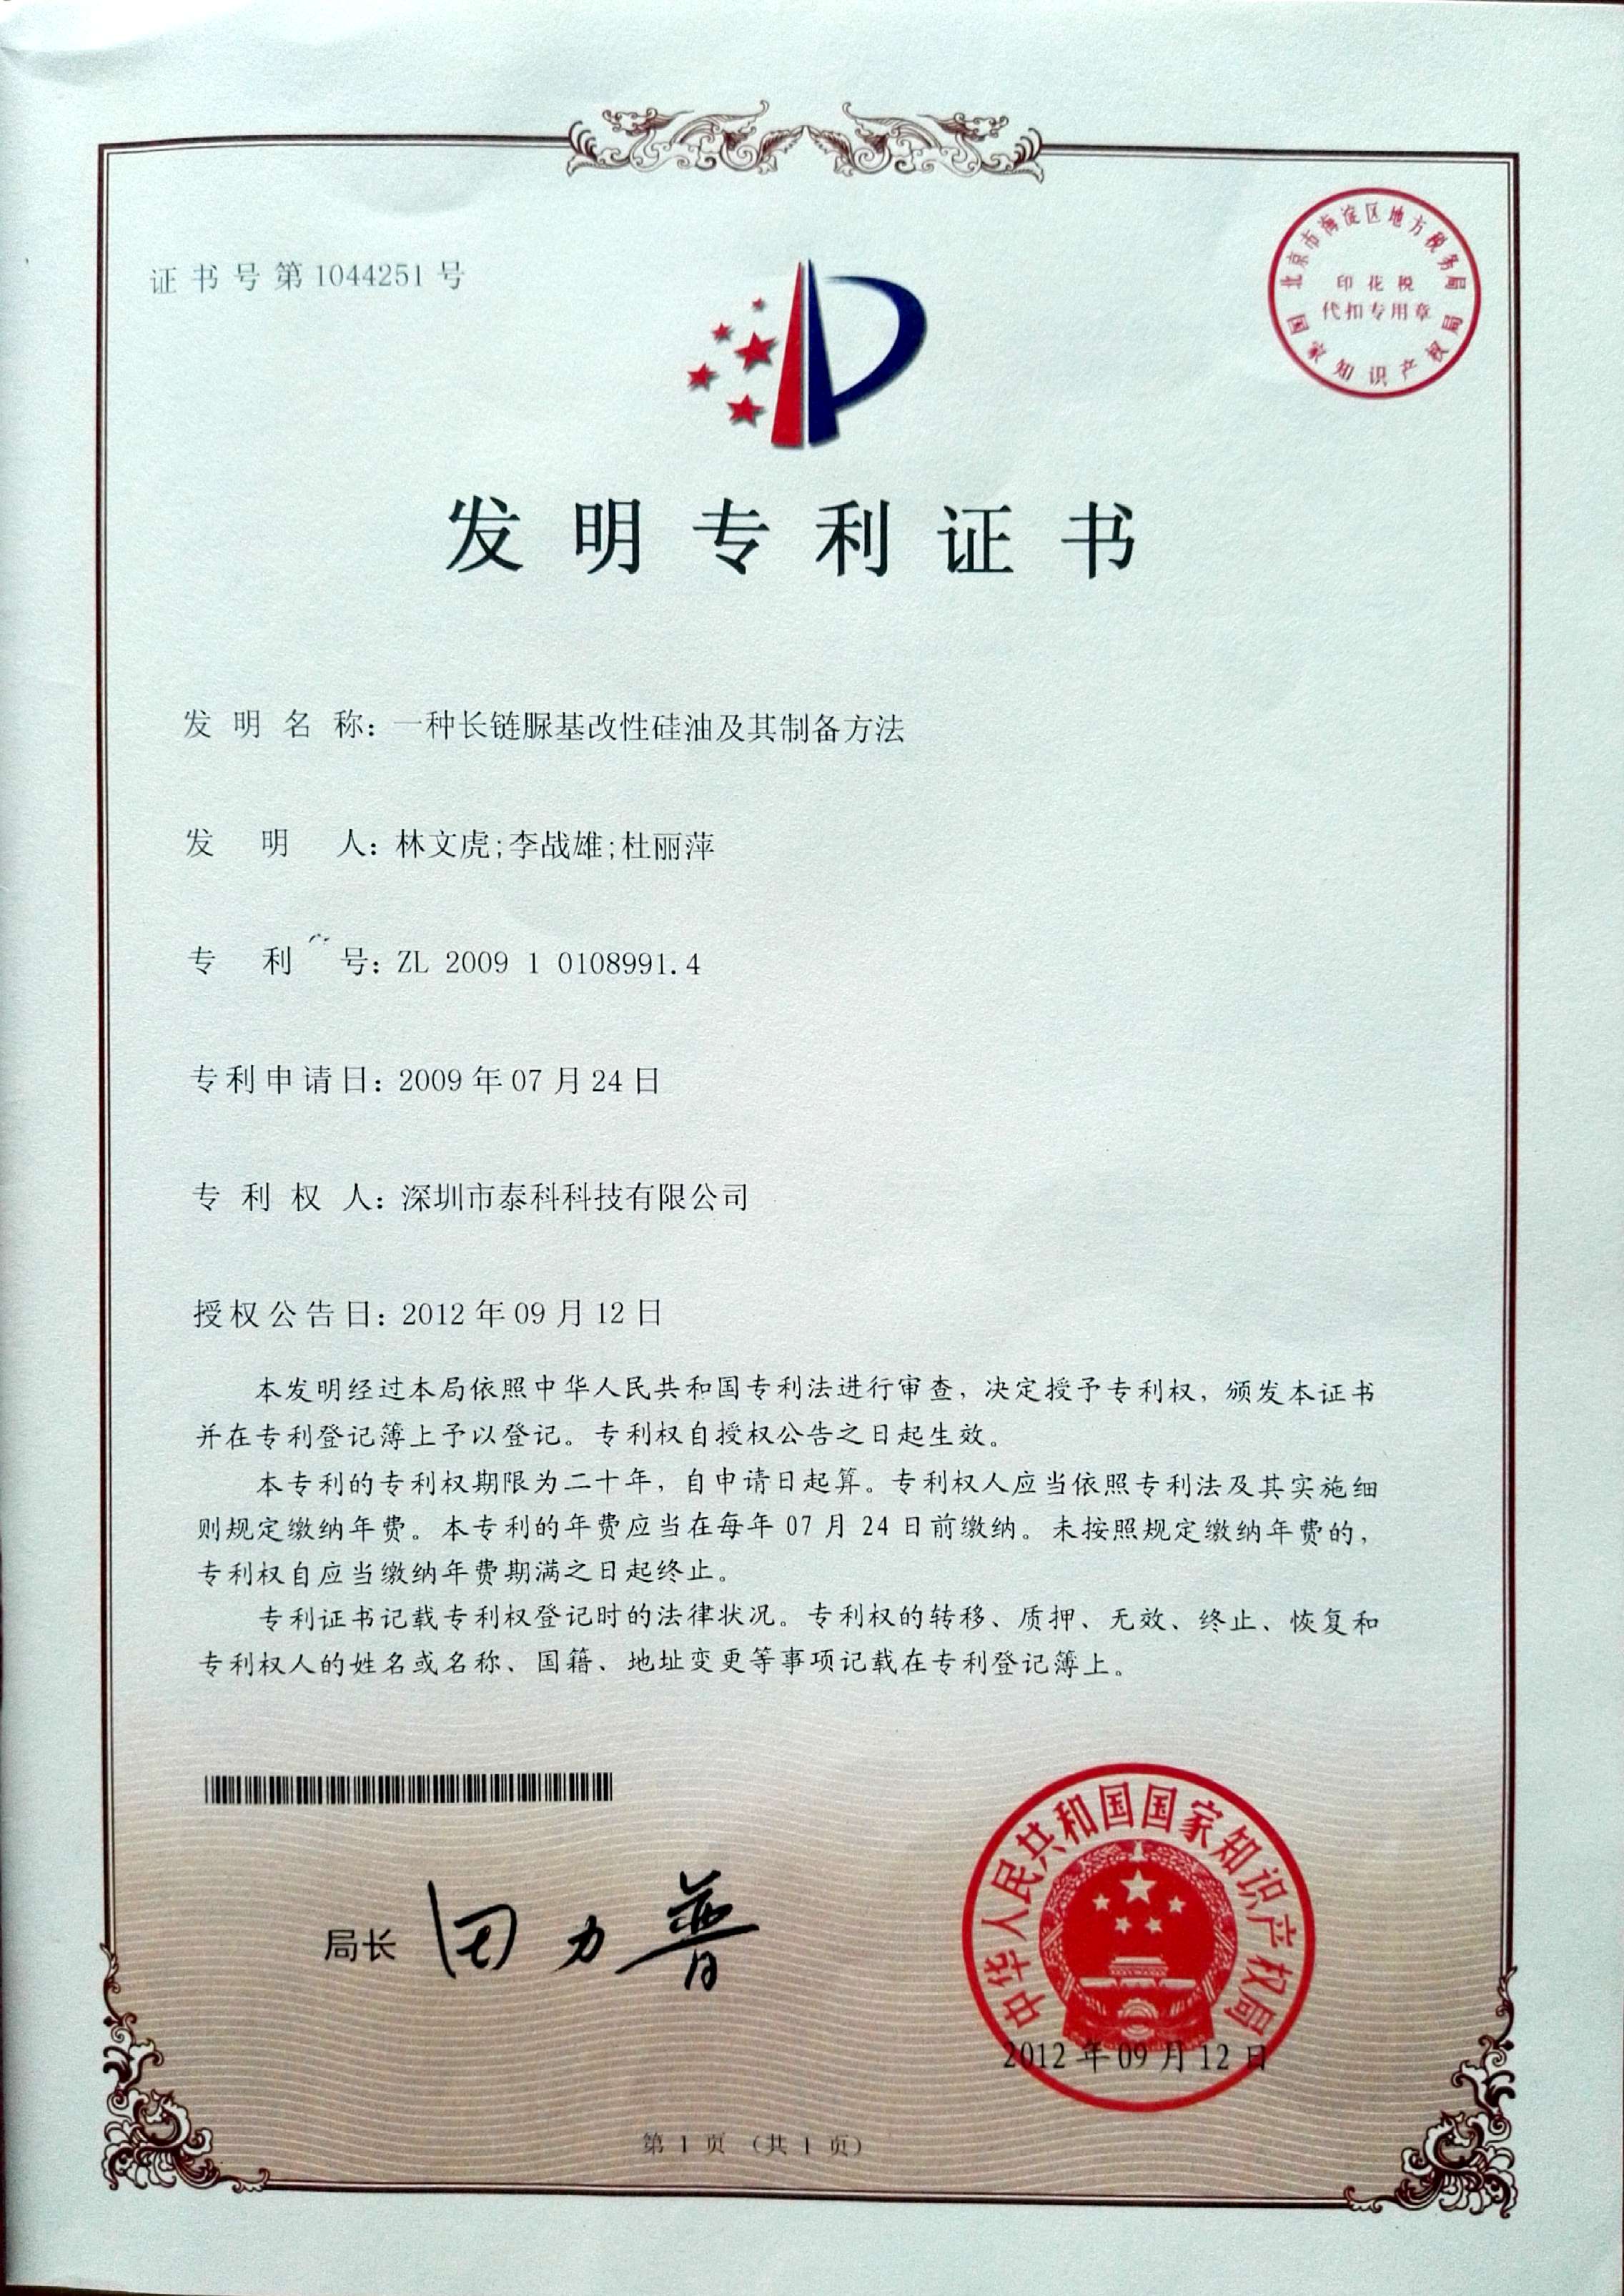 证书号第1044251号
北京市海淀区地方税务局
印花税
代扣专用章
国家知识产权局
发明专利证书
发明名称：一种长链脲基改性硅油及其制备方法
发明人：林文虎;李战雄;杜丽萍
专利号：ZL 2009 1 0108991.4
专利申请日：2009年07月24日
专利权人：深圳市泰科科技有限公司
授权公告日：2012年09月12日
本发明经过本局依照中华人民共和国专利法进行审查，决定授予专利权，颁发本证书
并在专利登记簿上予以登记。专利权自授权公告之日起生效。
本专利的专利权期限为二十年，自申请日起算。专利权人应当依照专利法及其实施细
则规定缴纳年费。本专利的年费应当在每年07月24日前缴纳。未按照规定缴纳年费的，
专利权自应当缴纳年费期满之日起终止。
专利证书记载专利权登记时的法律状况。专利权的转移、质押、无效、终止、恢复和
专利权人的姓名或名称、国籍、地址变更等事项记载在专利登记簿上。
局长 田力普
中华人民共和国国家知识产权局
2012年09月12日
第1页（共1页）